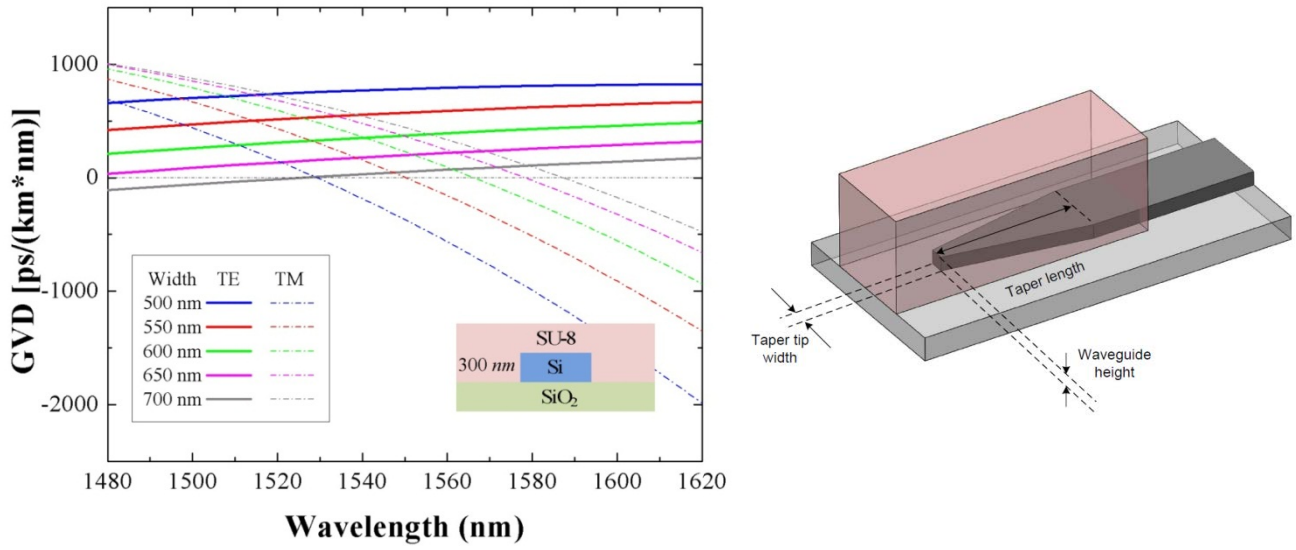 GVD [ps/(km*nm)]
1000
0
-1000
-2000
Width TE TM
500 nm
550 nm
600 nm
650 nm
700 nm
SU-8
300 nm
Si
SiO₂
1480 1500 1520 1540 1560 1580 1600 1620
Wavelength (nm)
Taper length
Taper tip
width
Waveguide
height